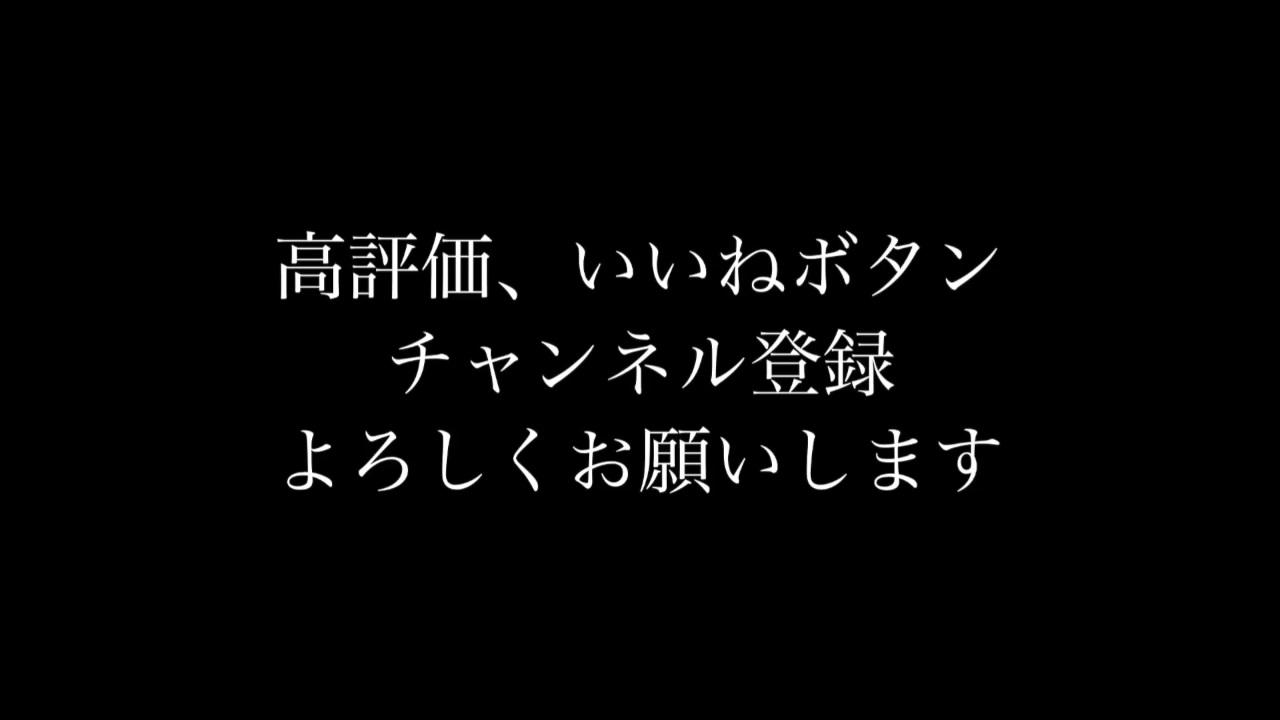 高評価、いいねボタン
チャンネル登録
よろしくお願いします